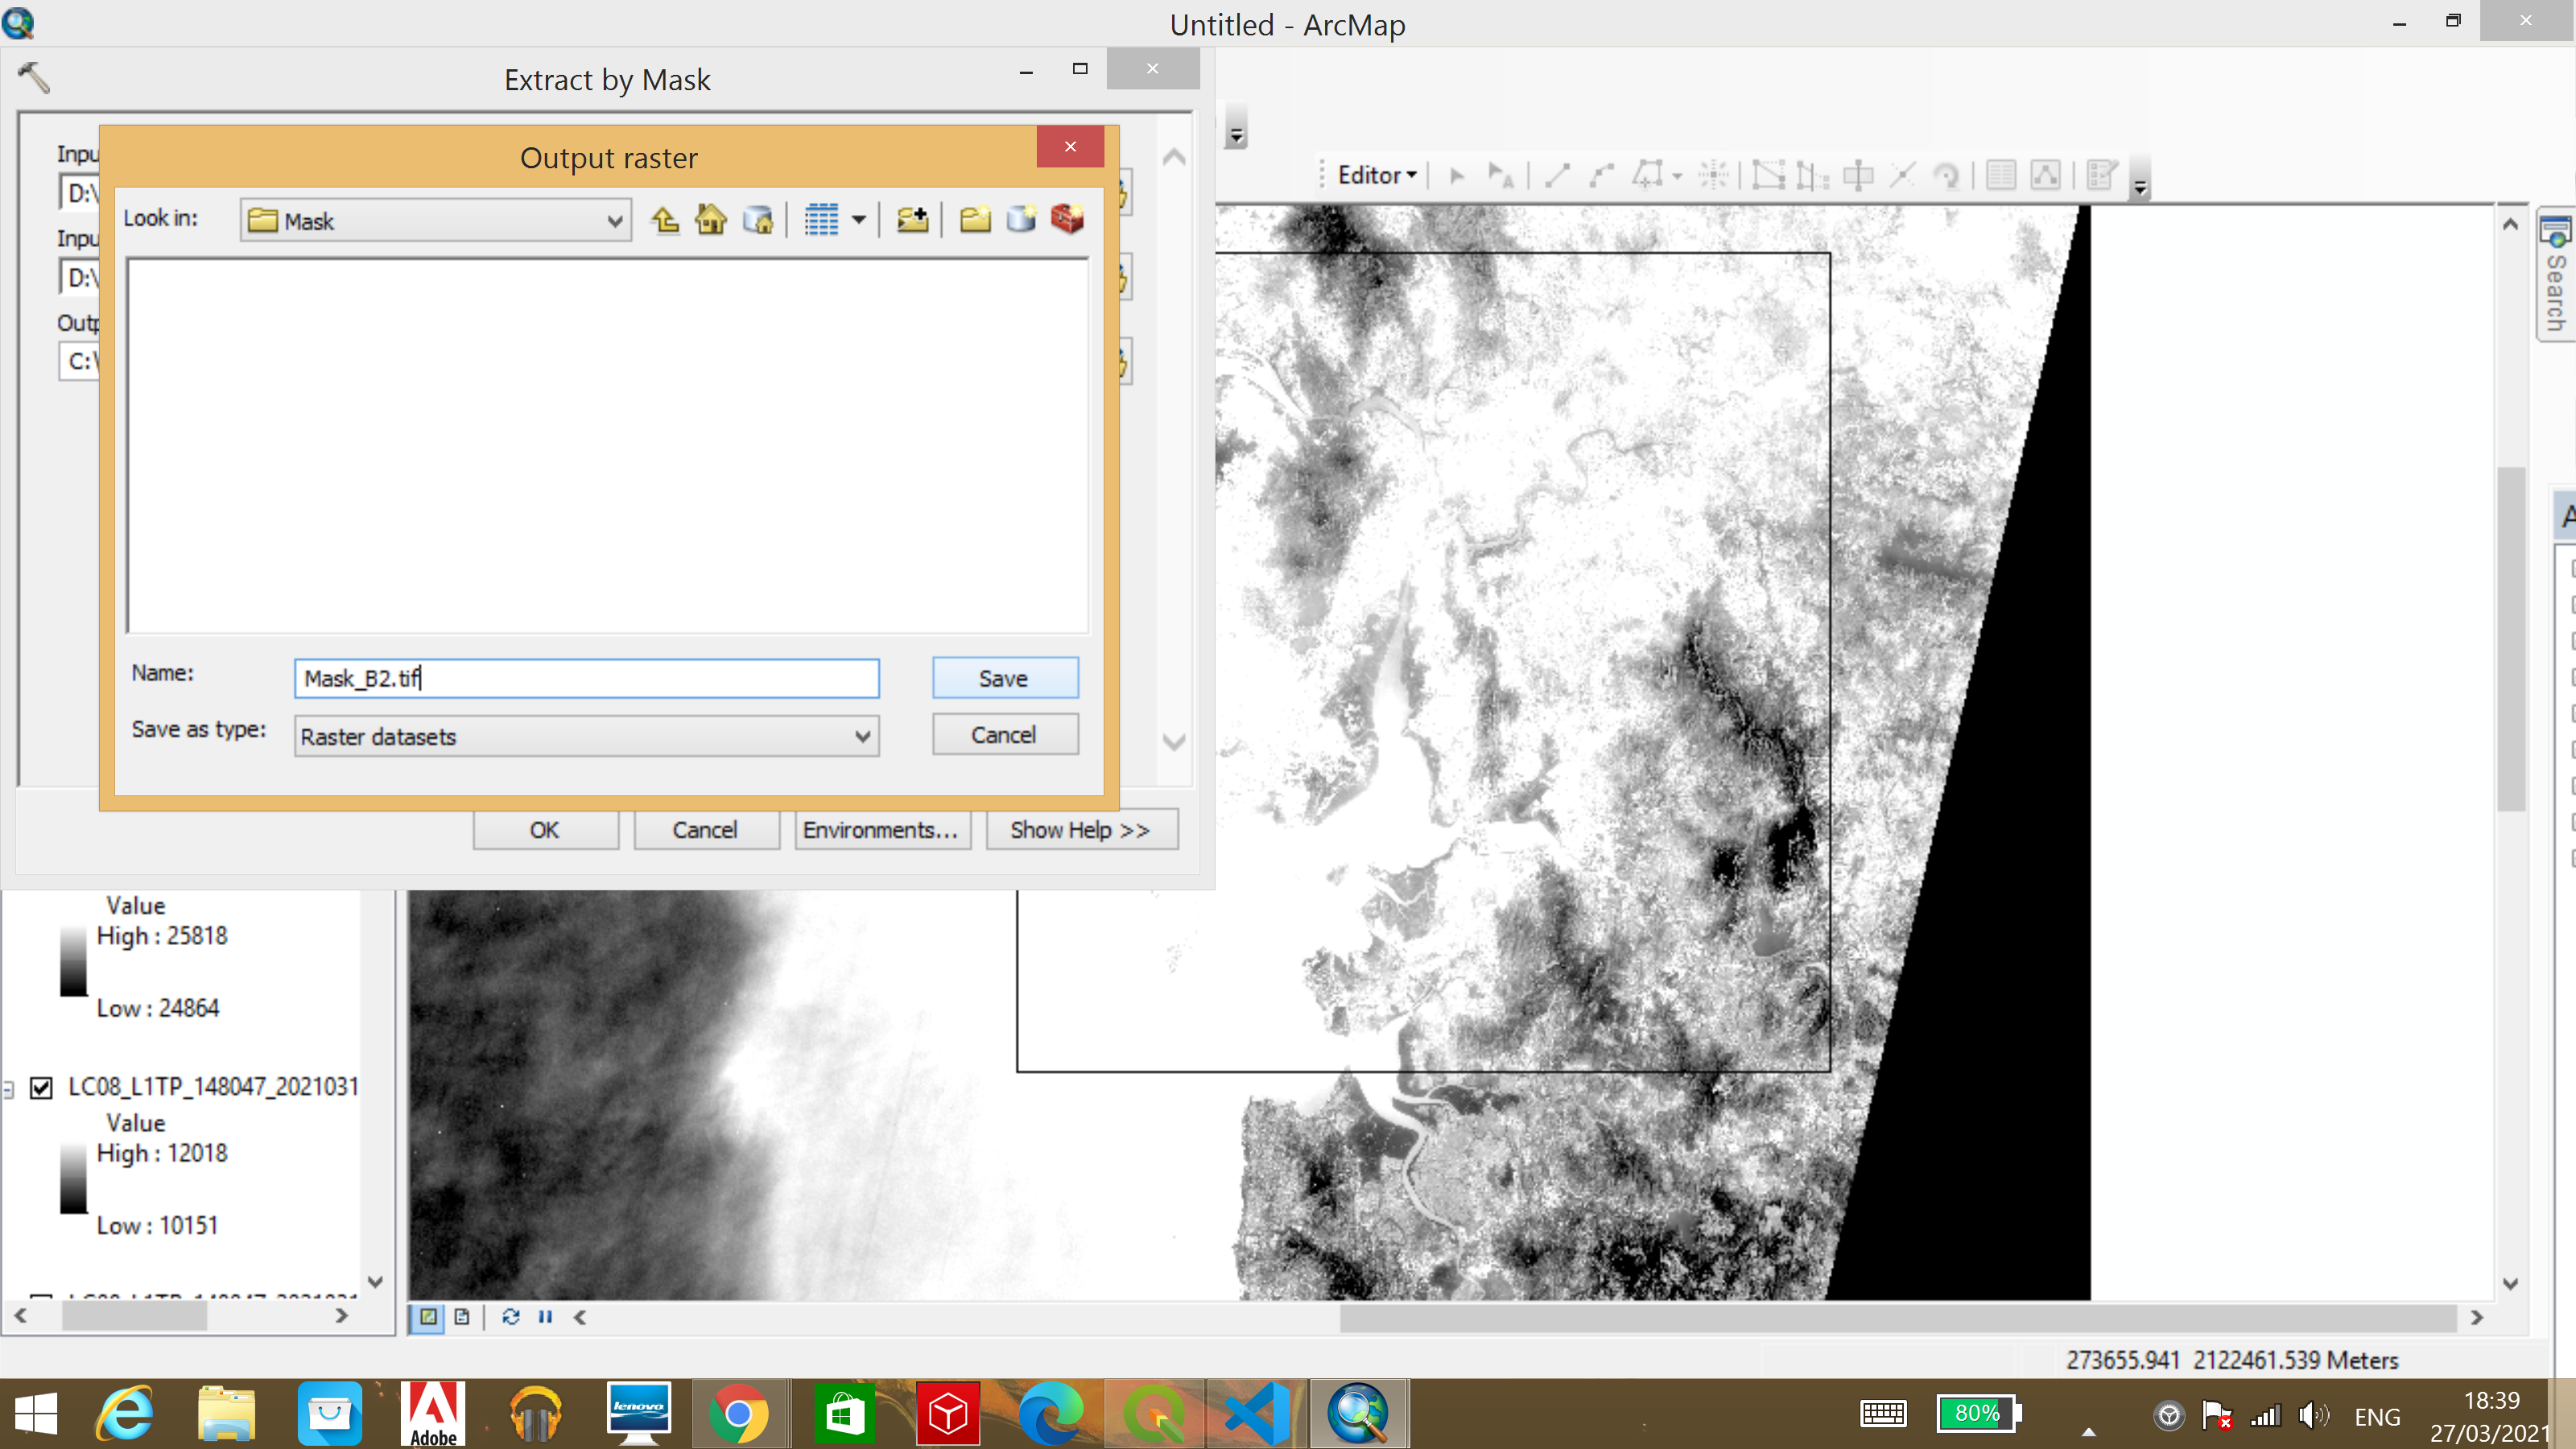 Untitled - ArcMap
Extract by Mask
Output raster
Inpu
D:\
Inpu
D:\
Outp
C:\
Look in:
Mask
Editor
Search
A
Name:
Mask_B2.tif
Save
Save as type:
Raster datasets
Cancel
OK
Cancel
Environments...
Show Help >>
Value
High : 25818
Low : 24864
LC08_L1TP_148047_2021031
Value
High : 12018
Low : 10151
273655.941 2122461.539 Meters
Adobe
lenovo
80%
ENG
18:39
27/03/2021